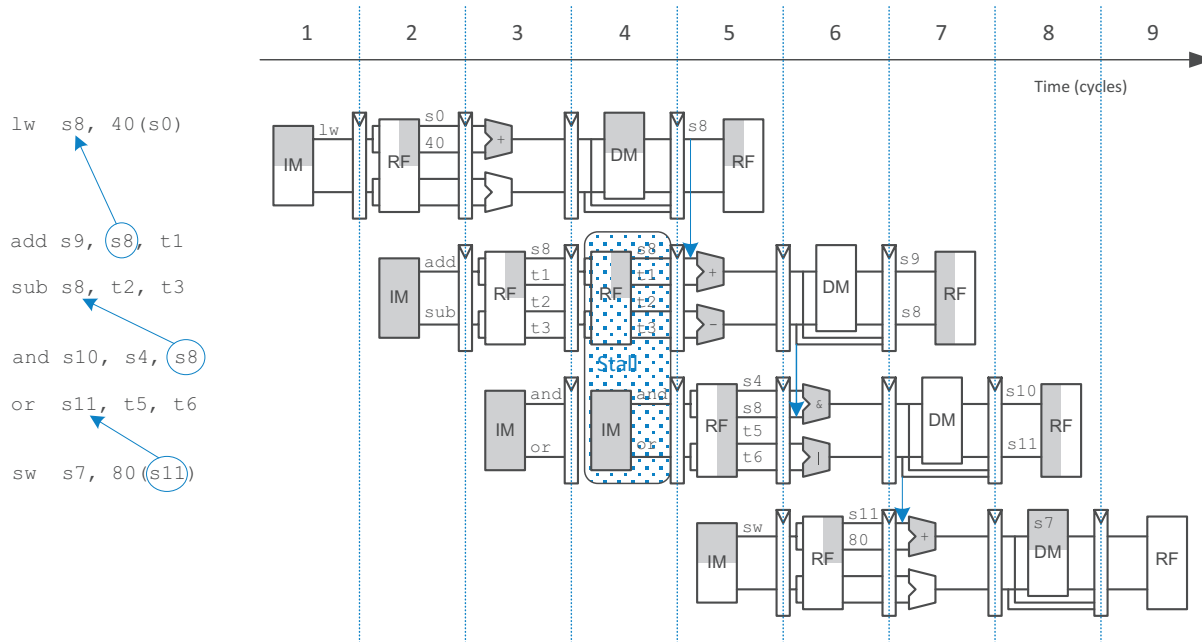 1 2 3 4 5 6 7 8 9
Time (cycles)
lw s8, 40(s0)
add s9, s8, t1
sub s8, t2, t3
and s10, s4, s8
or s11, t5, t6
sw s7, 80(s11)
IM lw RF s0 40 + DM s8 RF
IM add sub RF s8 t1 t2 t3 RF s8 t1 t2 t3 + - DM s9 s8 RF
Stall
IM and or IM and or RF s4 s8 t5 t6 & | DM s10 s11 RF
IM sw RF s11 80 + s7 DM RF